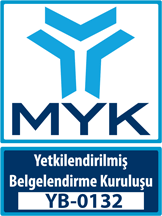 MYK
Yetkilendirilmiş
Belgelendirme Kuruluşu
YB-0132